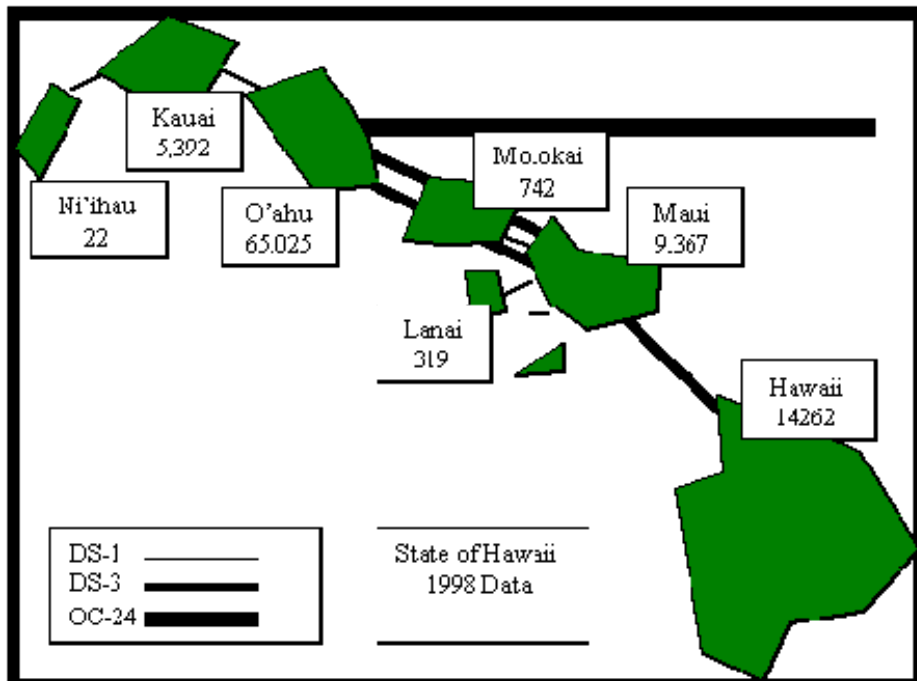 Kauai
5,392
Mo.okai
742
Ni'ihau
22
O'ahu
65.025
Maui
9.367
Lanai
319
Hawaii
14262
DS-1
DS-3
OC-24
State of Hawaii
1998 Data